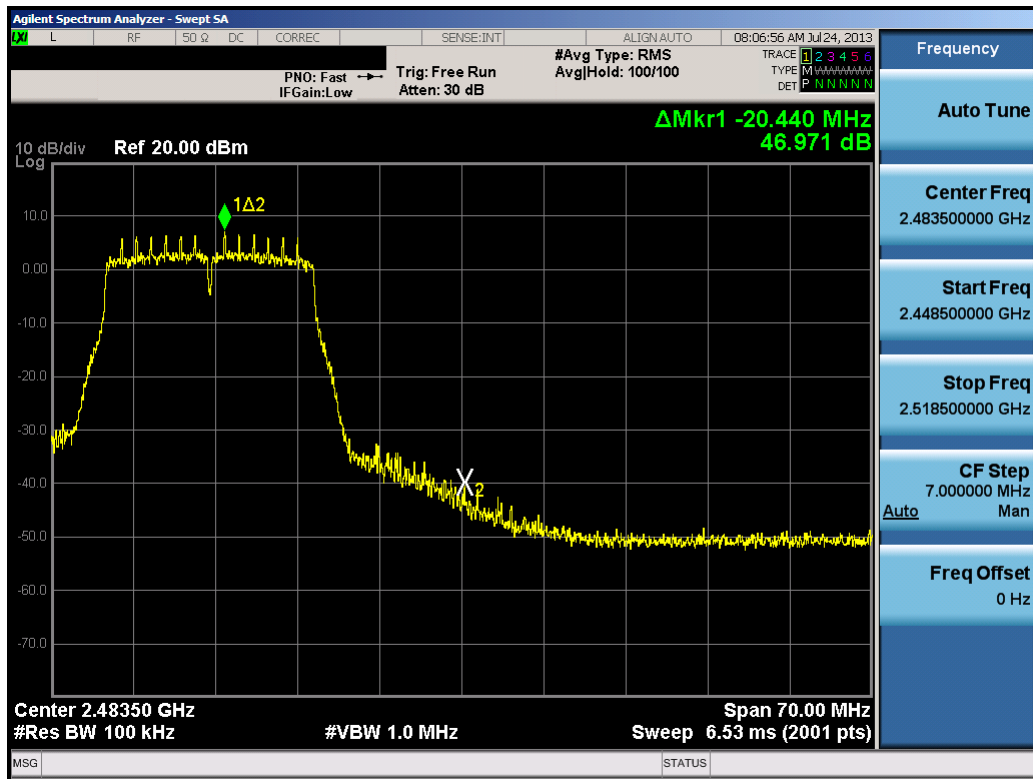 Agilent Spectrum Analyzer - Swept SA
LXI L RF 50 Ω DC CORREC SENSE:INT ALIGN AUTO 08:06:56 AM Jul 24, 2013
PNO: Fast IFGain:Low
Trig: Free Run
Atten: 30 dB
#Avg Type: RMS
Avg|Hold: 100/100
TRACE 1 2 3 4 5 6
TYPE M W W W W W
DET P N N N N N
ΔMkr1 -20.440 MHz
46.971 dB
10 dB/div Ref 20.00 dBm
Log
1Δ2
10.0
0.00
-10.0
-20.0
-30.0
-40.0
X2
-50.0
-60.0
-70.0
Center 2.48350 GHz Span 70.00 MHz
#Res BW 100 kHz #VBW 1.0 MHz Sweep 6.53 ms (2001 pts)
MSG STATUS
Frequency
Auto Tune
Center Freq
2.483500000 GHz
Start Freq
2.448500000 GHz
Stop Freq
2.518500000 GHz
CF Step
7.000000 MHz
Auto Man
Freq Offset
0 Hz